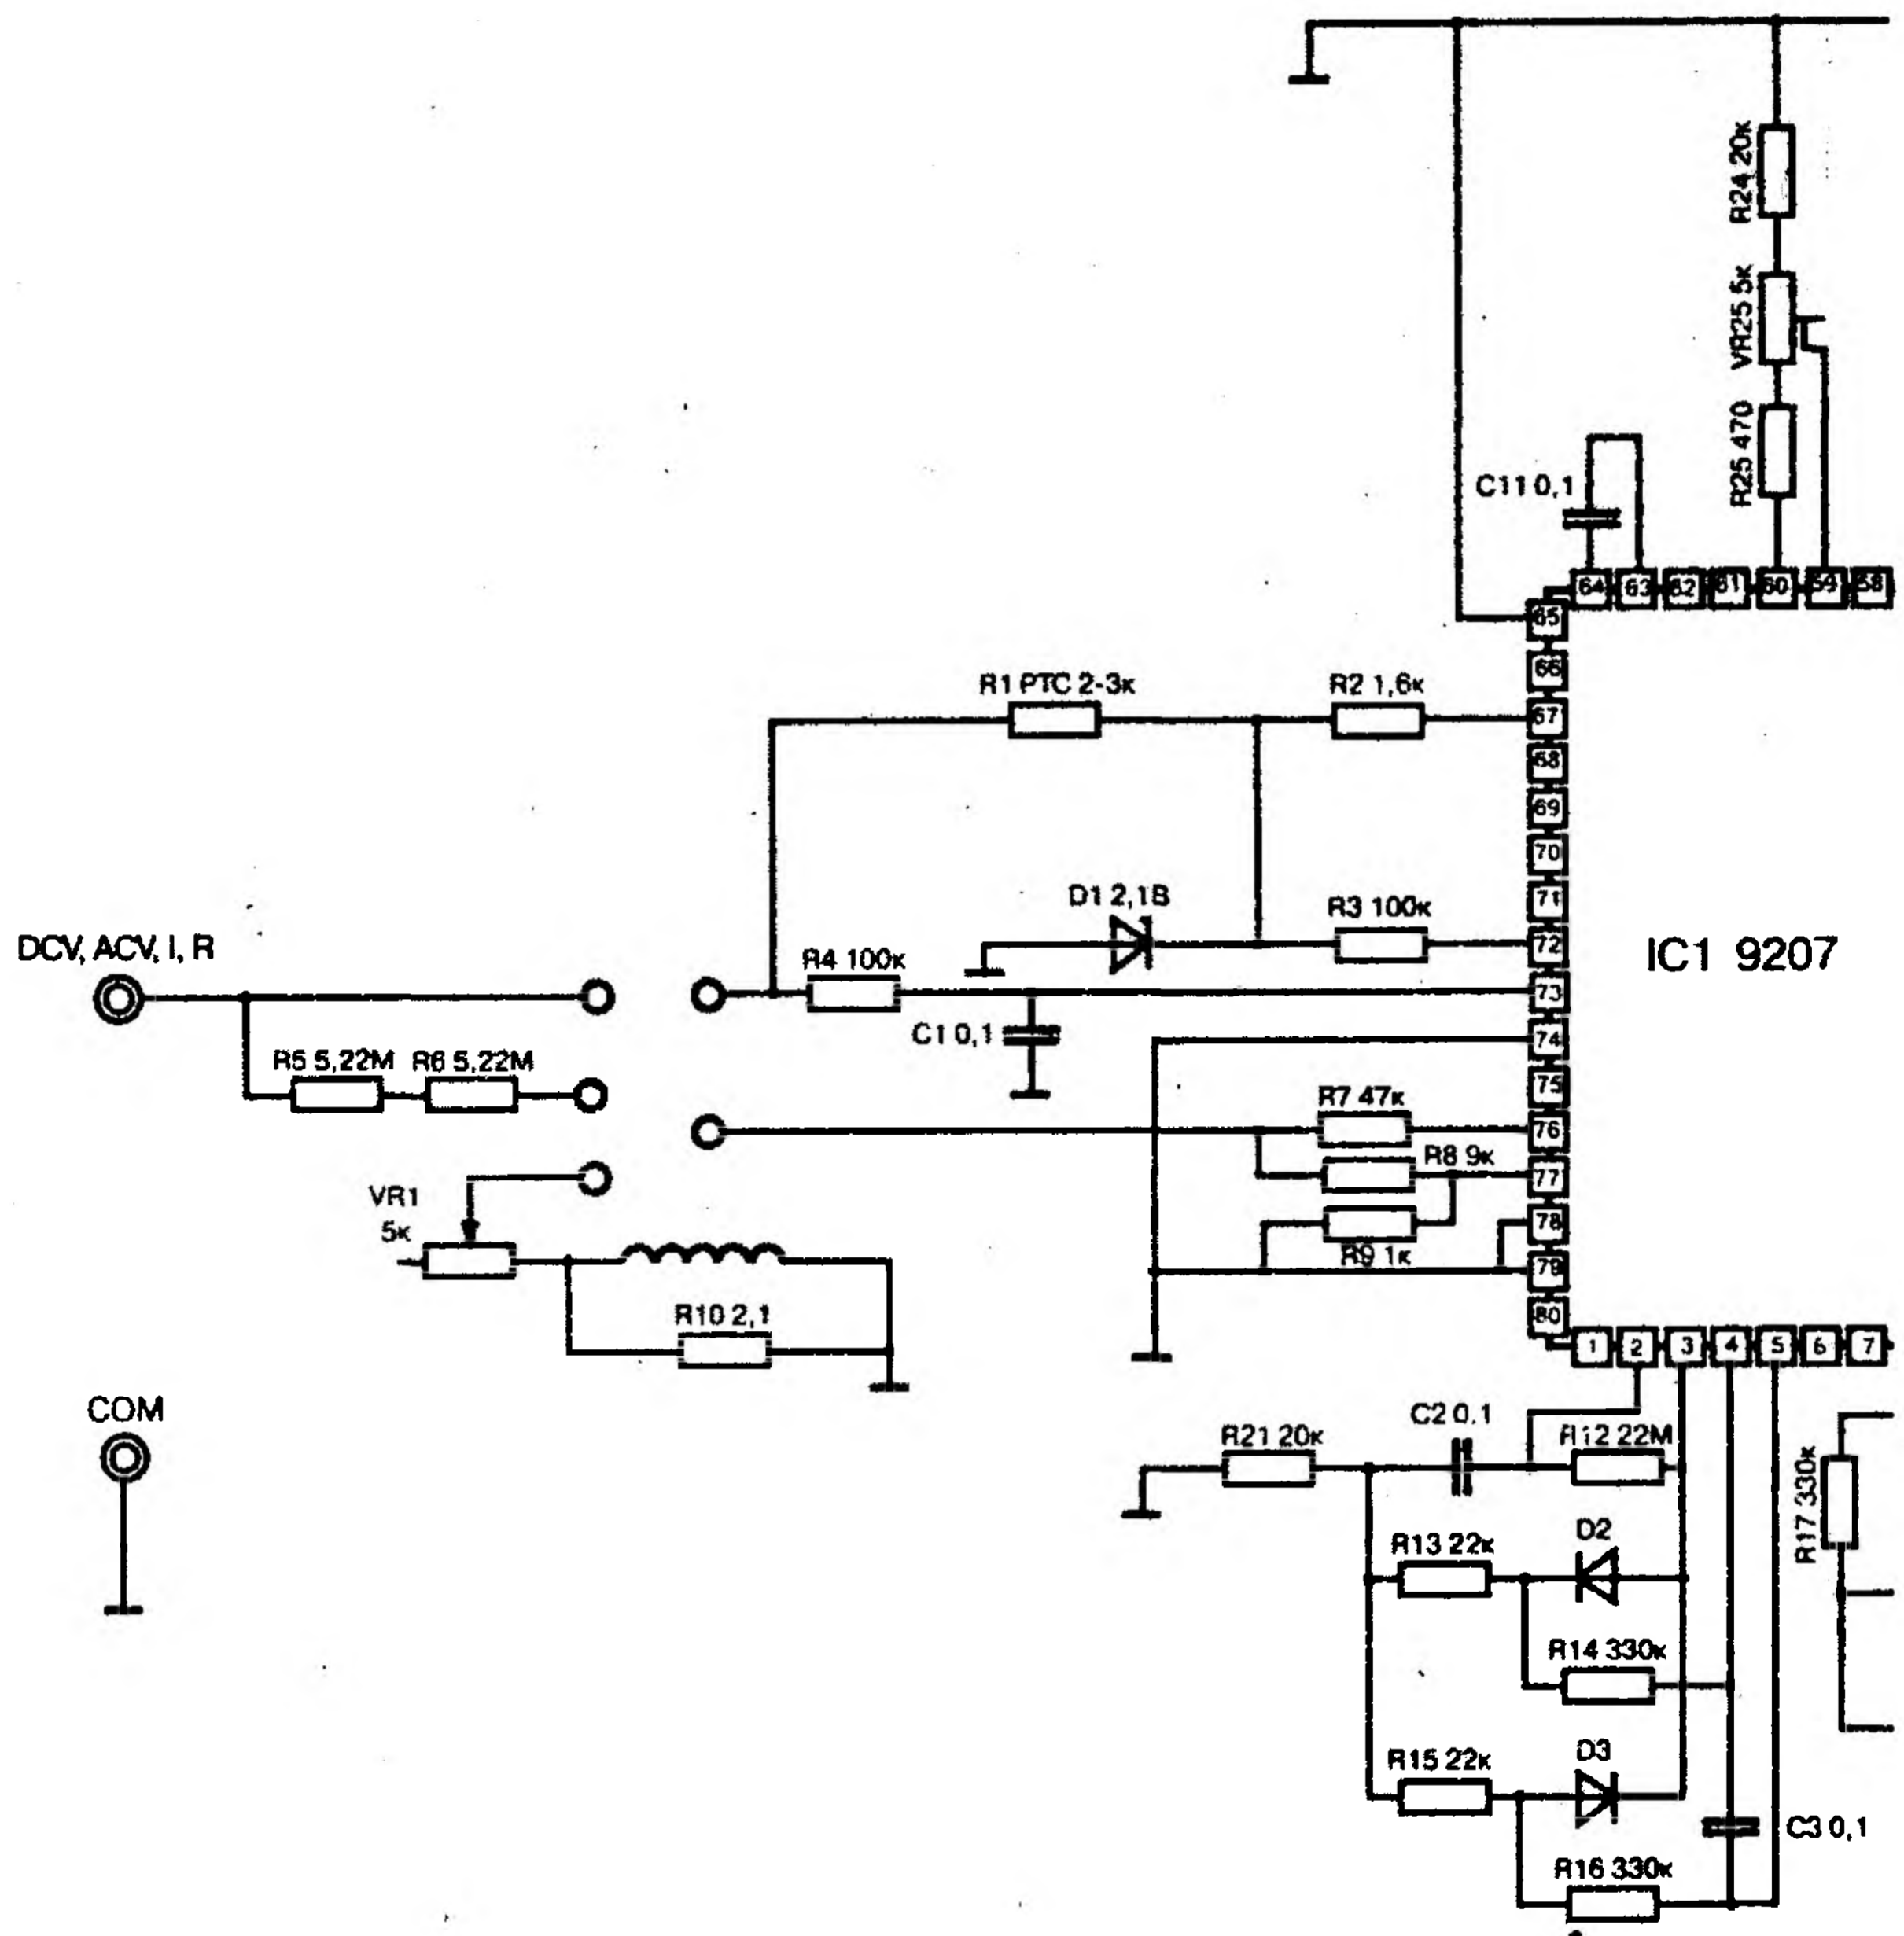 R24 20к
VR25 5к
R25 470
C11 0,1
64 63 62 61 60 59 58
65
66
R1 PTC 2-3к
R2 1,6к
67
68
69
70
71
D1 2,1В
R3 100к
72
IC1 9207
DCV, ACV, I, R
R4 100к
73
C1 0,1
74
R5 5,22M R6 5,22M
75
R7 47к
76
R8 9к
77
VR1
5к
78
R9 1к
79
R10 2,1
80
1 2 3 4 5 6 7
COM
C2 0,1
R21 20к
R12 22M
R17 330к
R13 22к
D2
R14 330к
R15 22к
D3
C3 0,1
R16 330к